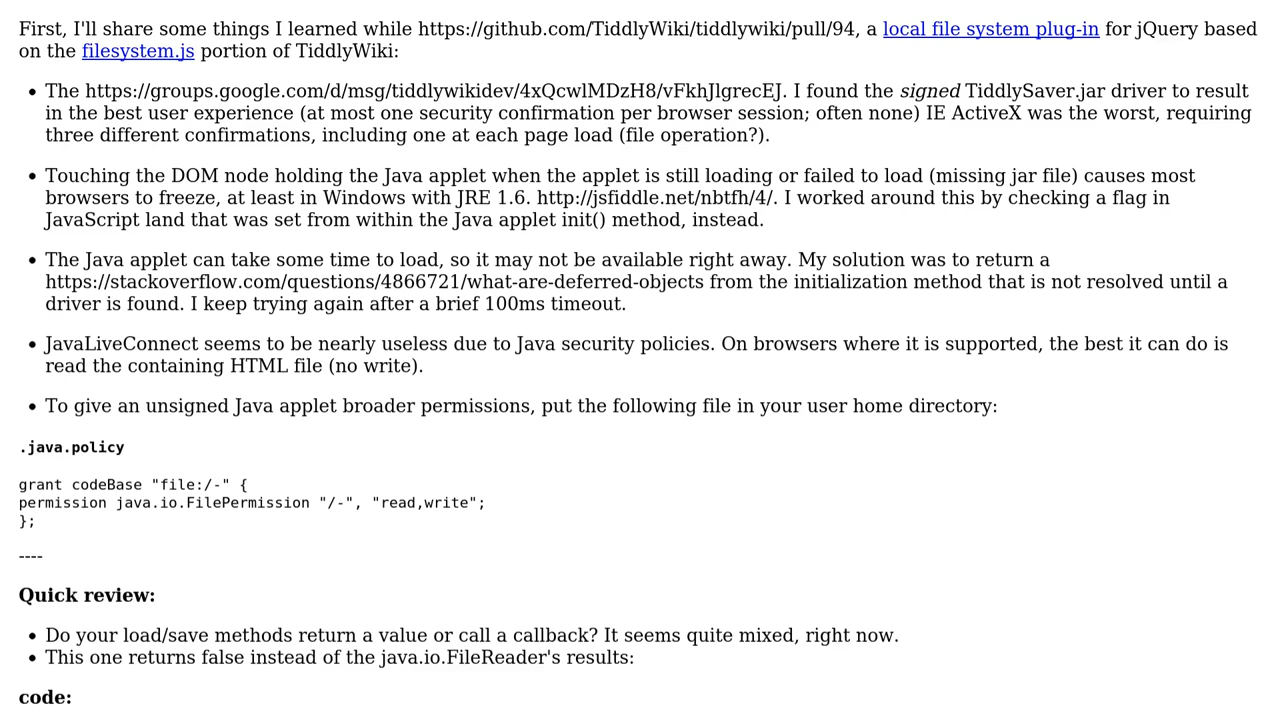 First, I'll share some things I learned while https://github.com/TiddlyWiki/tiddlywiki/pull/94, a local file system plug-in for jQuery based
on the filesystem.js portion of TiddlyWiki:
• The https://groups.google.com/d/msg/tiddlywikidev/4xQcwlMDzH8/vFkhJlgrecEJ. I found the signed TiddlySaver.jar driver to result
in the best user experience (at most one security confirmation per browser session; often none) IE ActiveX was the worst, requiring
three different confirmations, including one at each page load (file operation?).
• Touching the DOM node holding the Java applet when the applet is still loading or failed to load (missing jar file) causes most
browsers to freeze, at least in Windows with JRE 1.6. http://jsfiddle.net/nbtfh/4/. I worked around this by checking a flag in
JavaScript land that was set from within the Java applet init() method, instead.
• The Java applet can take some time to load, so it may not be available right away. My solution was to return a
https://stackoverflow.com/questions/4866721/what-are-deferred-objects from the initialization method that is not resolved until a
driver is found. I keep trying again after a brief 100ms timeout.
• JavaLiveConnect seems to be nearly useless due to Java security policies. On browsers where it is supported, the best it can do is
read the containing HTML file (no write).
• To give an unsigned Java applet broader permissions, put the following file in your user home directory:
.java.policy
grant codeBase "file:/-" {
permission java.io.FilePermission "/-", "read,write";
};
----
Quick review:
• Do your load/save methods return a value or call a callback? It seems quite mixed, right now.
• This one returns false instead of the java.io.FileReader's results:
code: